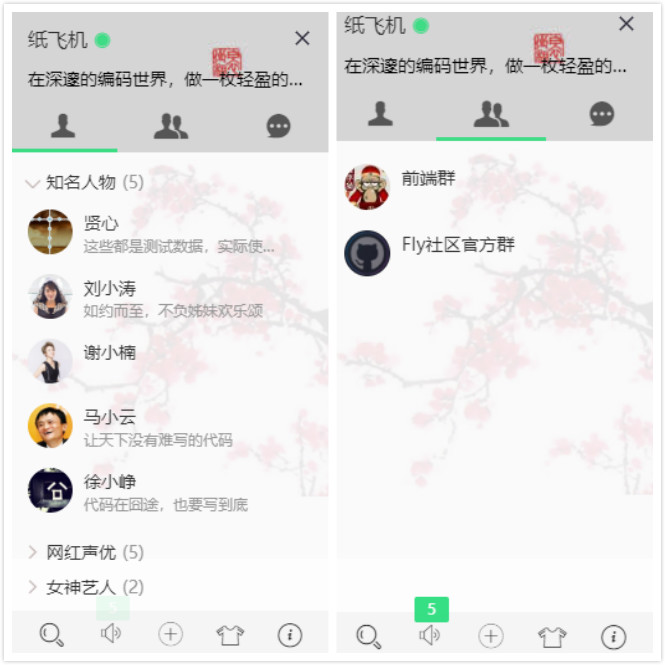 纸飞机
在深邃的编码世界，做一枚轻盈的...
知名人物 (5)
贤心
这些都是测试数据，实际使...
刘小涛
如约而至，不负姊妹欢乐颂
谢小楠
马小云
让天下没有难写的代码
徐小峥
代码在囧途，也要写到底
网红声优 (5)
女神艺人 (2)
5
纸飞机
在深邃的编码世界，做一枚轻盈的...
前端群
Fly社区官方群
5